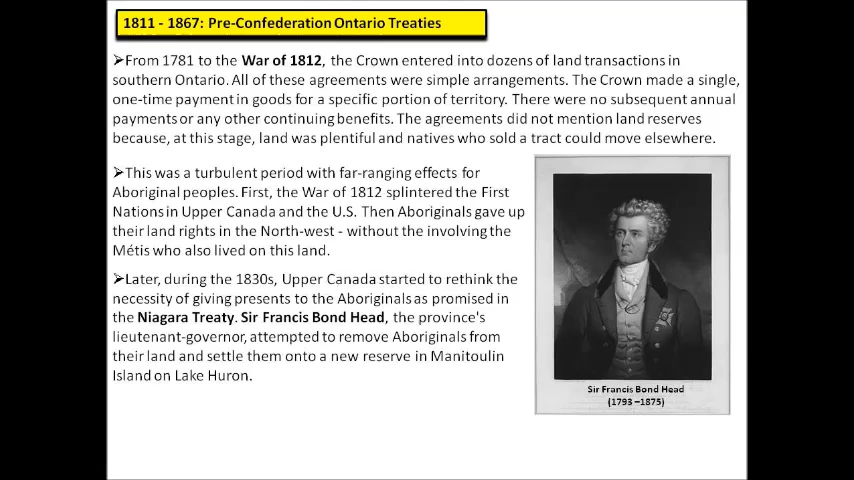 1811 - 1867: Pre-Confederation Ontario Treaties
➢From 1781 to the War of 1812, the Crown entered into dozens of land transactions in
southern Ontario. All of these agreements were simple arrangements. The Crown made a single,
one-time payment in goods for a specific portion of territory. There were no subsequent annual
payments or any other continuing benefits. The agreements did not mention land reserves
because, at this stage, land was plentiful and natives who sold a tract could move elsewhere.
➢This was a turbulent period with far-ranging effects for
Aboriginal peoples. First, the War of 1812 splintered the First
Nations in Upper Canada and the U.S. Then Aboriginals gave up
their land rights in the North-west - without the involving the
Métis who also lived on this land.
➢Later, during the 1830s, Upper Canada started to rethink the
necessity of giving presents to the Aboriginals as promised in
the Niagara Treaty. Sir Francis Bond Head, the province's
lieutenant-governor, attempted to remove Aboriginals from
their land and settle them onto a new reserve in Manitoulin
Island on Lake Huron.
Sir Francis Bond Head
(1793 –1875)